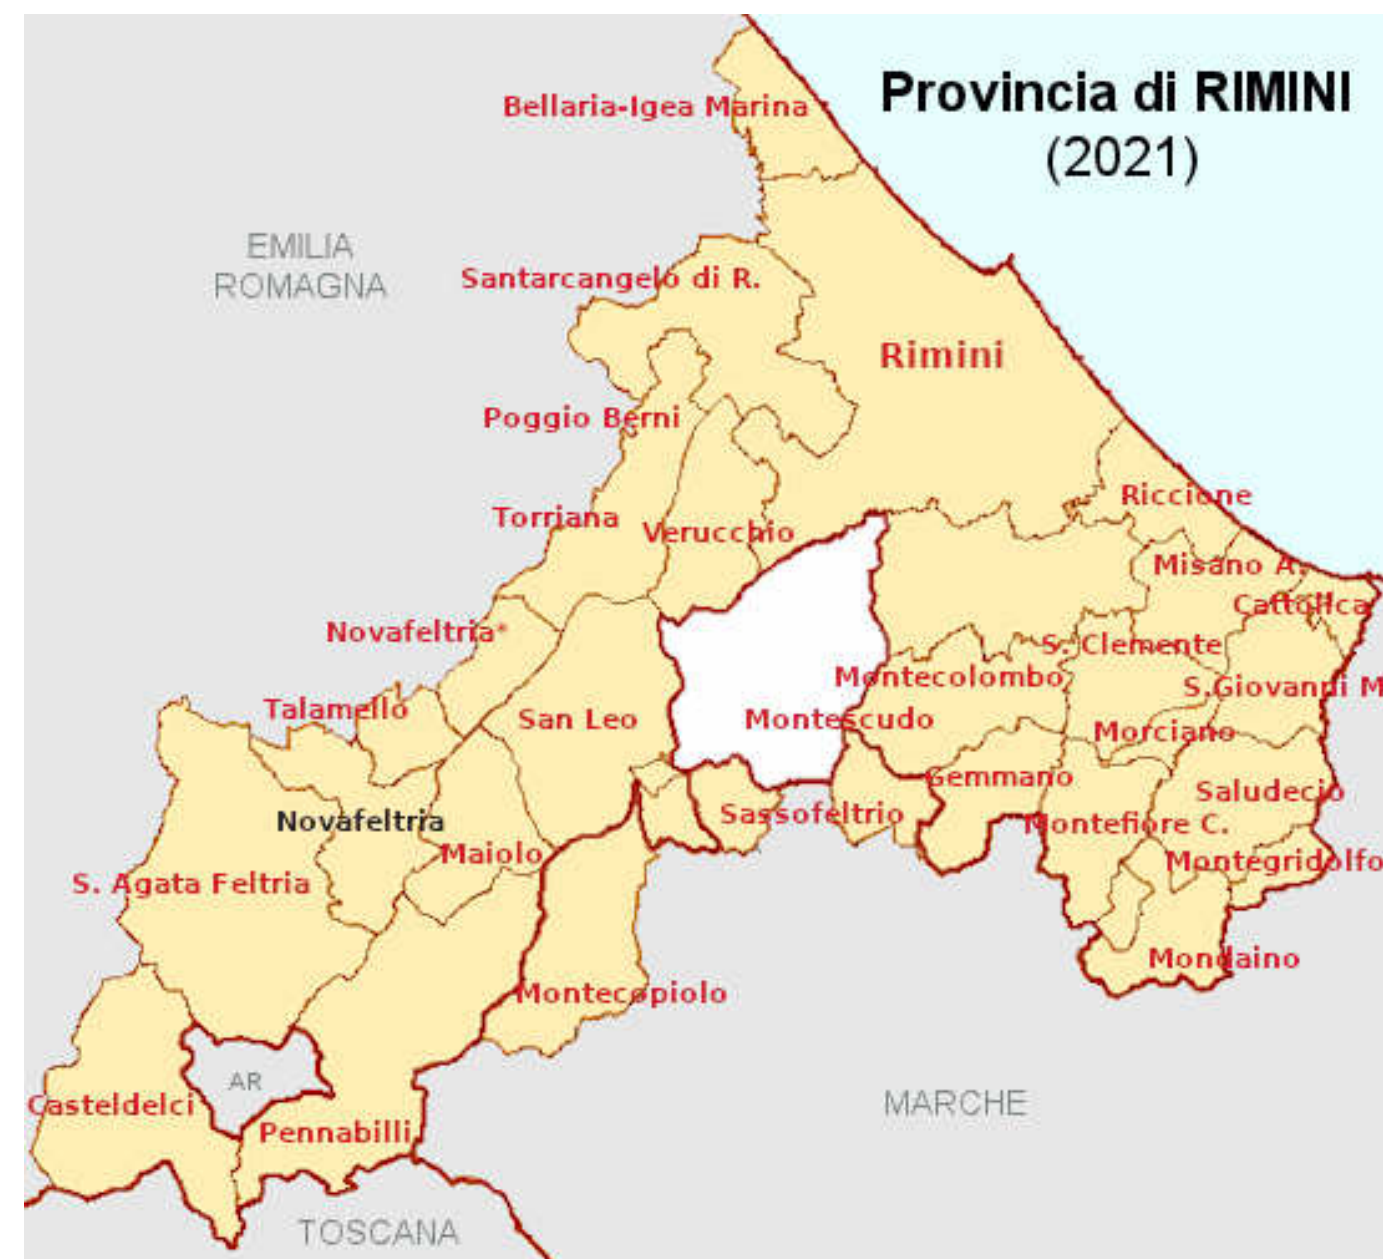 Provincia di RIMINI
(2021)
Bellaria-Igea Marina
EMILIA
ROMAGNA
Santarcangelo di R.
Rimini
Poggio Berni
Riccione
Torriana
Verucchio
Misano A.
Cattolica
Novafeltria*
S. Clemente
Montecolombo
S.Giovanni M
Talamello
San Leo
Montescudo
Morciano
Gemmano
Saludecio
Sassofeltrio
Novafeltria
Montefiore C.
Maiolo
Montegridolfo
S. Agata Feltria
Mondaino
Montecopiolo
AR
Casteldelci
MARCHE
Pennabilli
TOSCANA